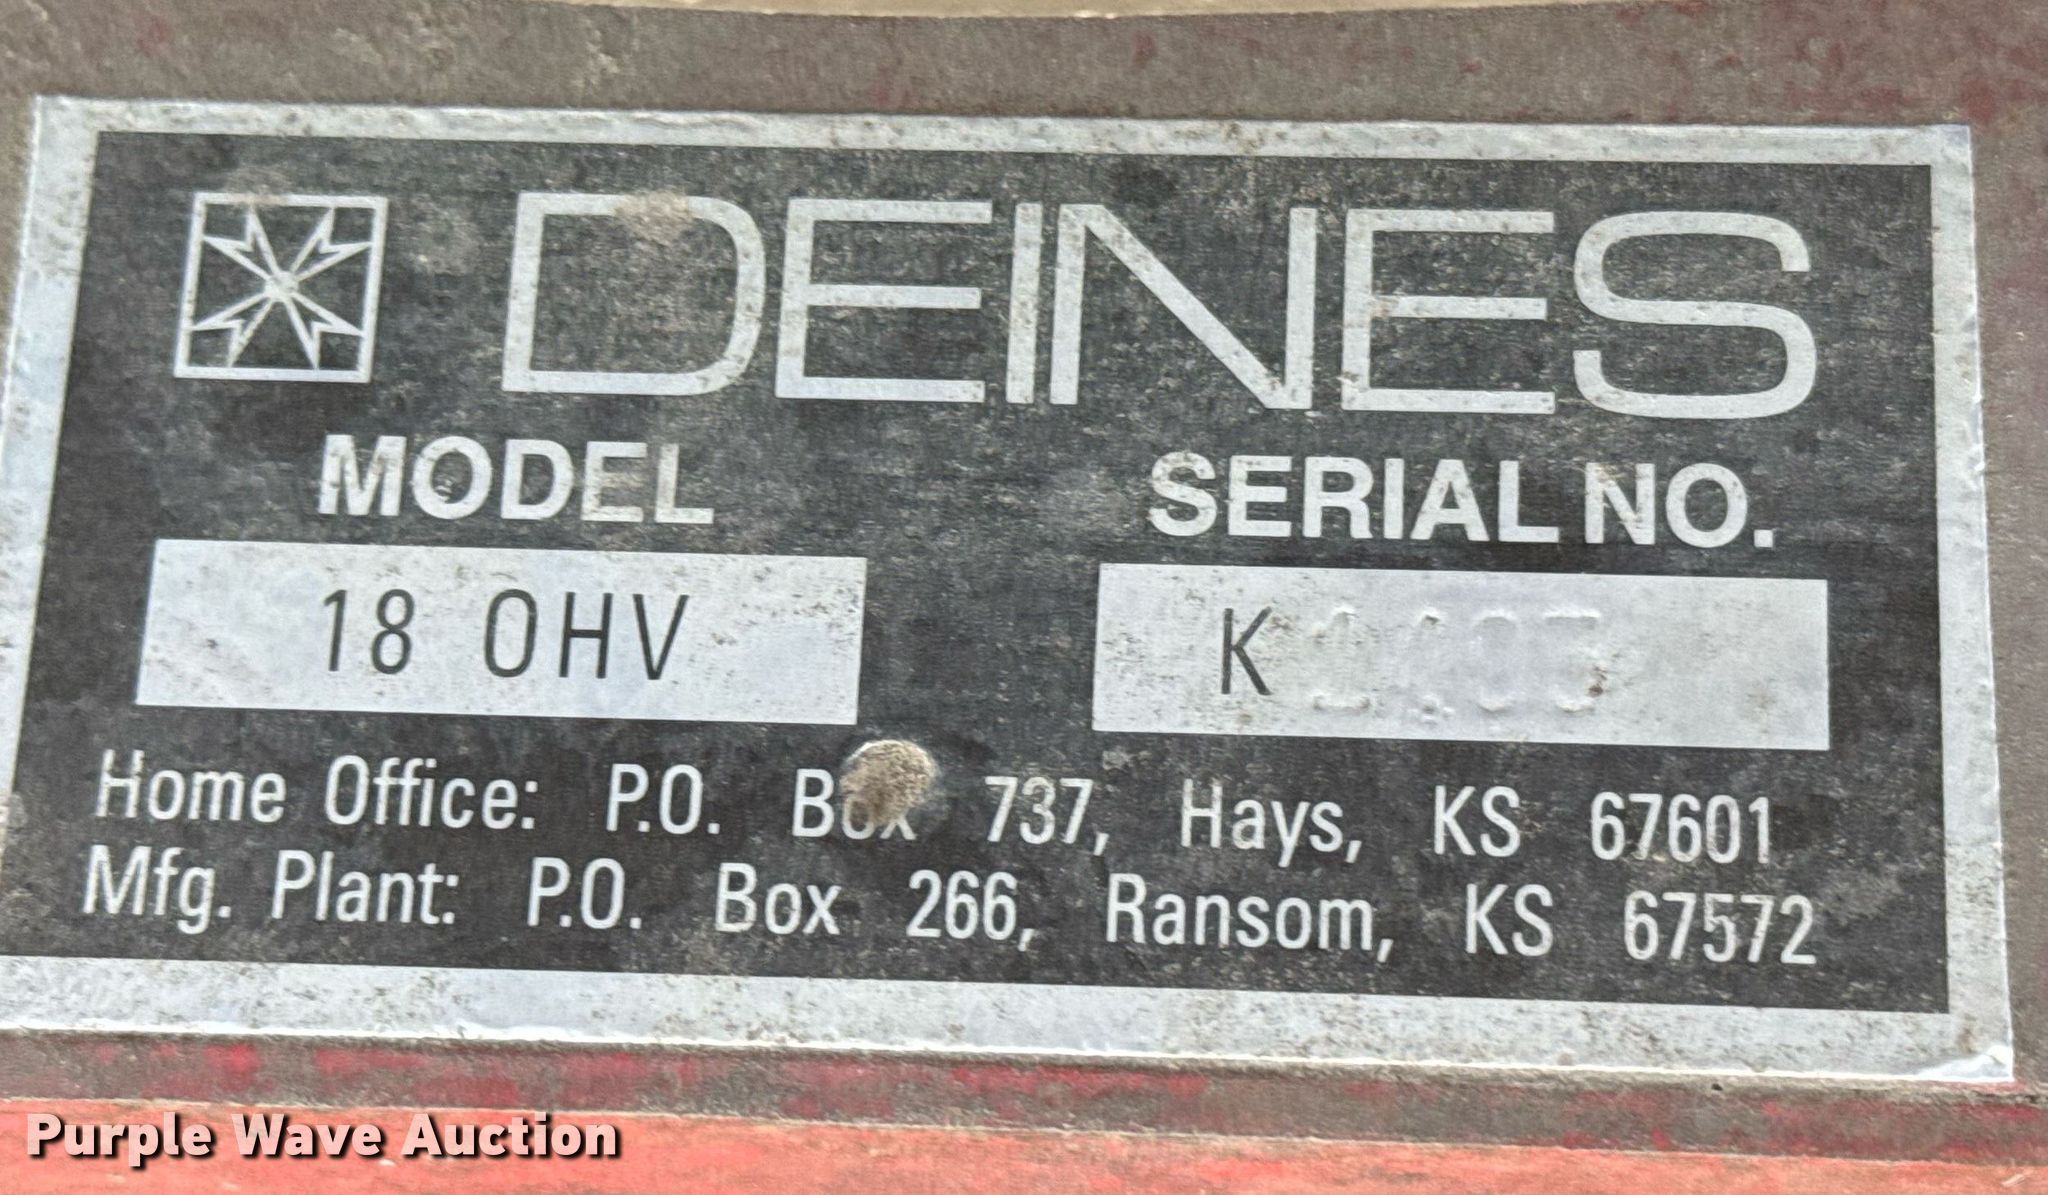 DEINES
MODEL SERIAL NO.
18 OHV K
Home Office: P.O. Box 737, Hays, KS 67601
Mfg. Plant: P.O. Box 266, Ransom, KS 67572
Purple Wave Auction